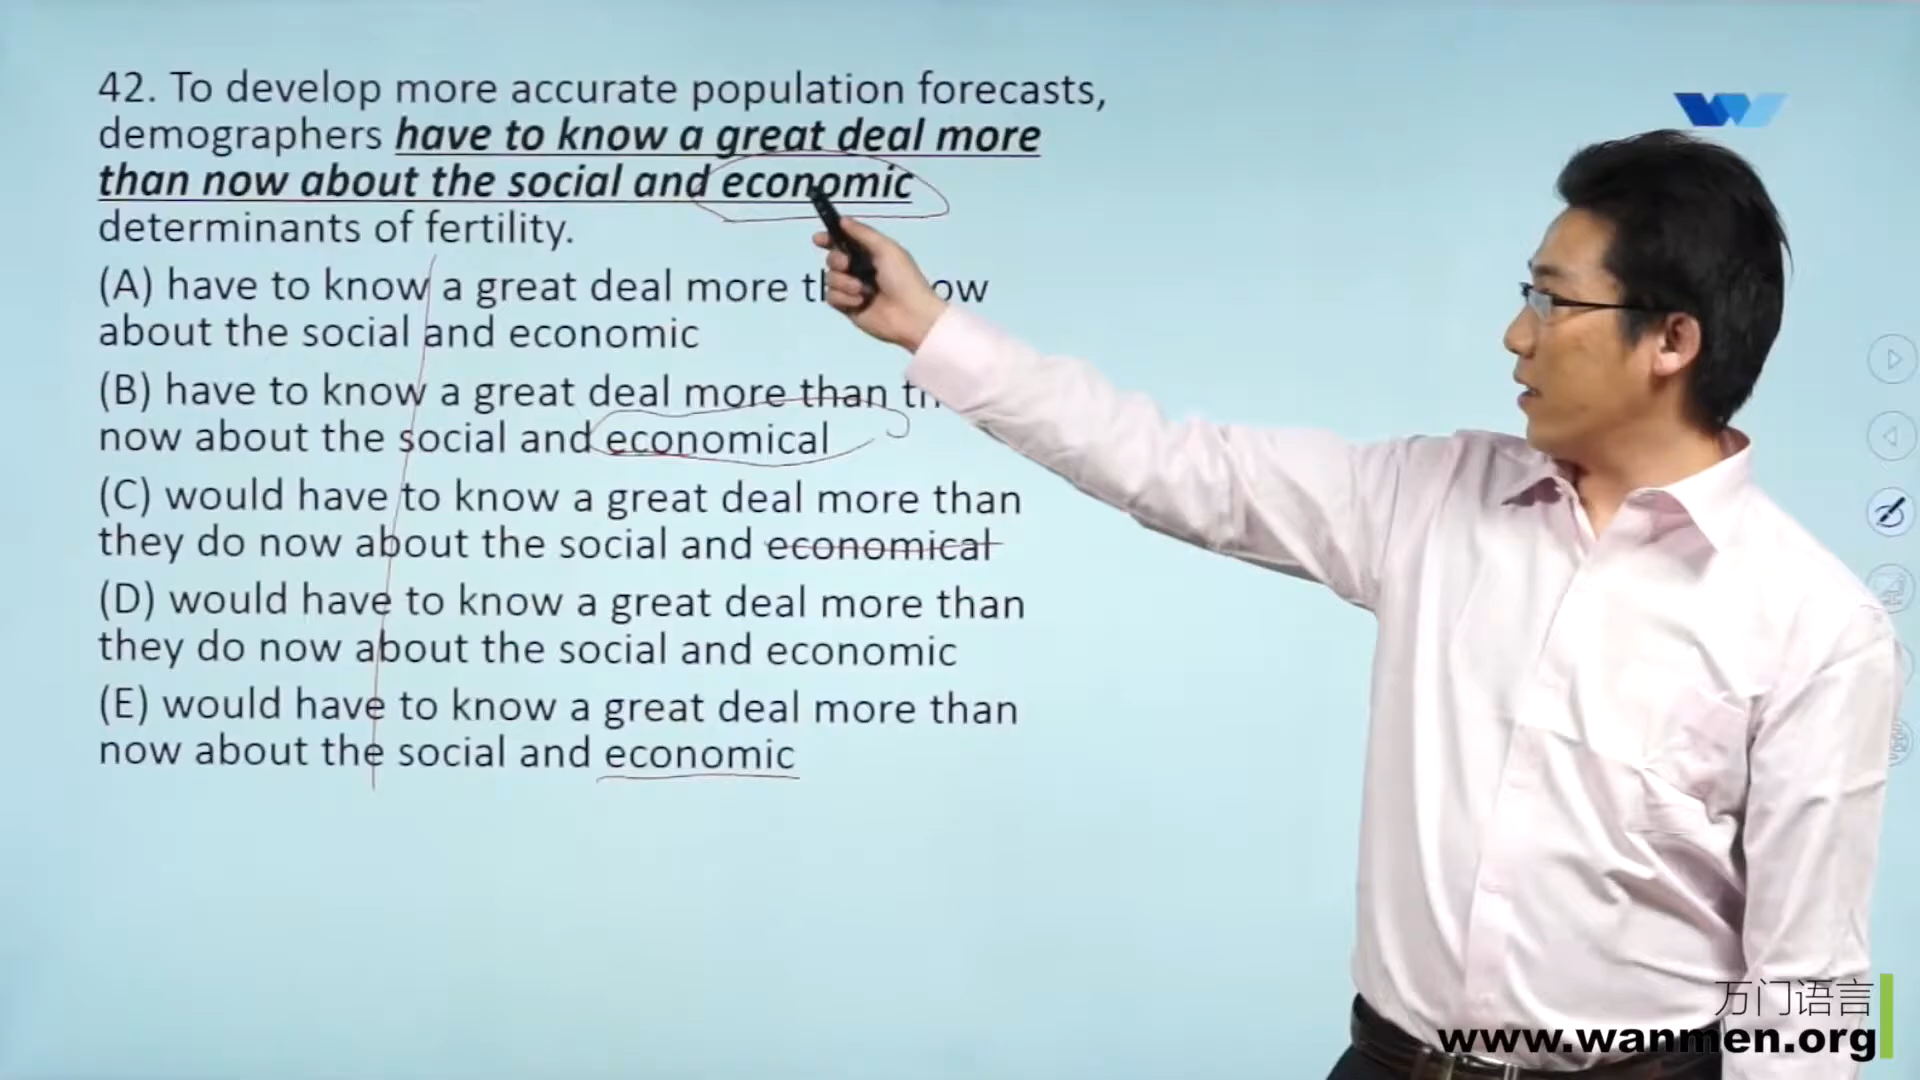 42. To develop more accurate population forecasts,
demographers have to know a great deal more
than now about the social and economic
determinants of fertility.
(A) have to know a great deal more
about the social and economic
(B) have to know a great deal more than
now about the social and economical
(C) would have to know a great deal more than
they do now about the social and economical
(D) would have to know a great deal more than
they do now about the social and economic
(E) would have to know a great deal more than
now about the social and economic
万门语言
www.wanmen.org